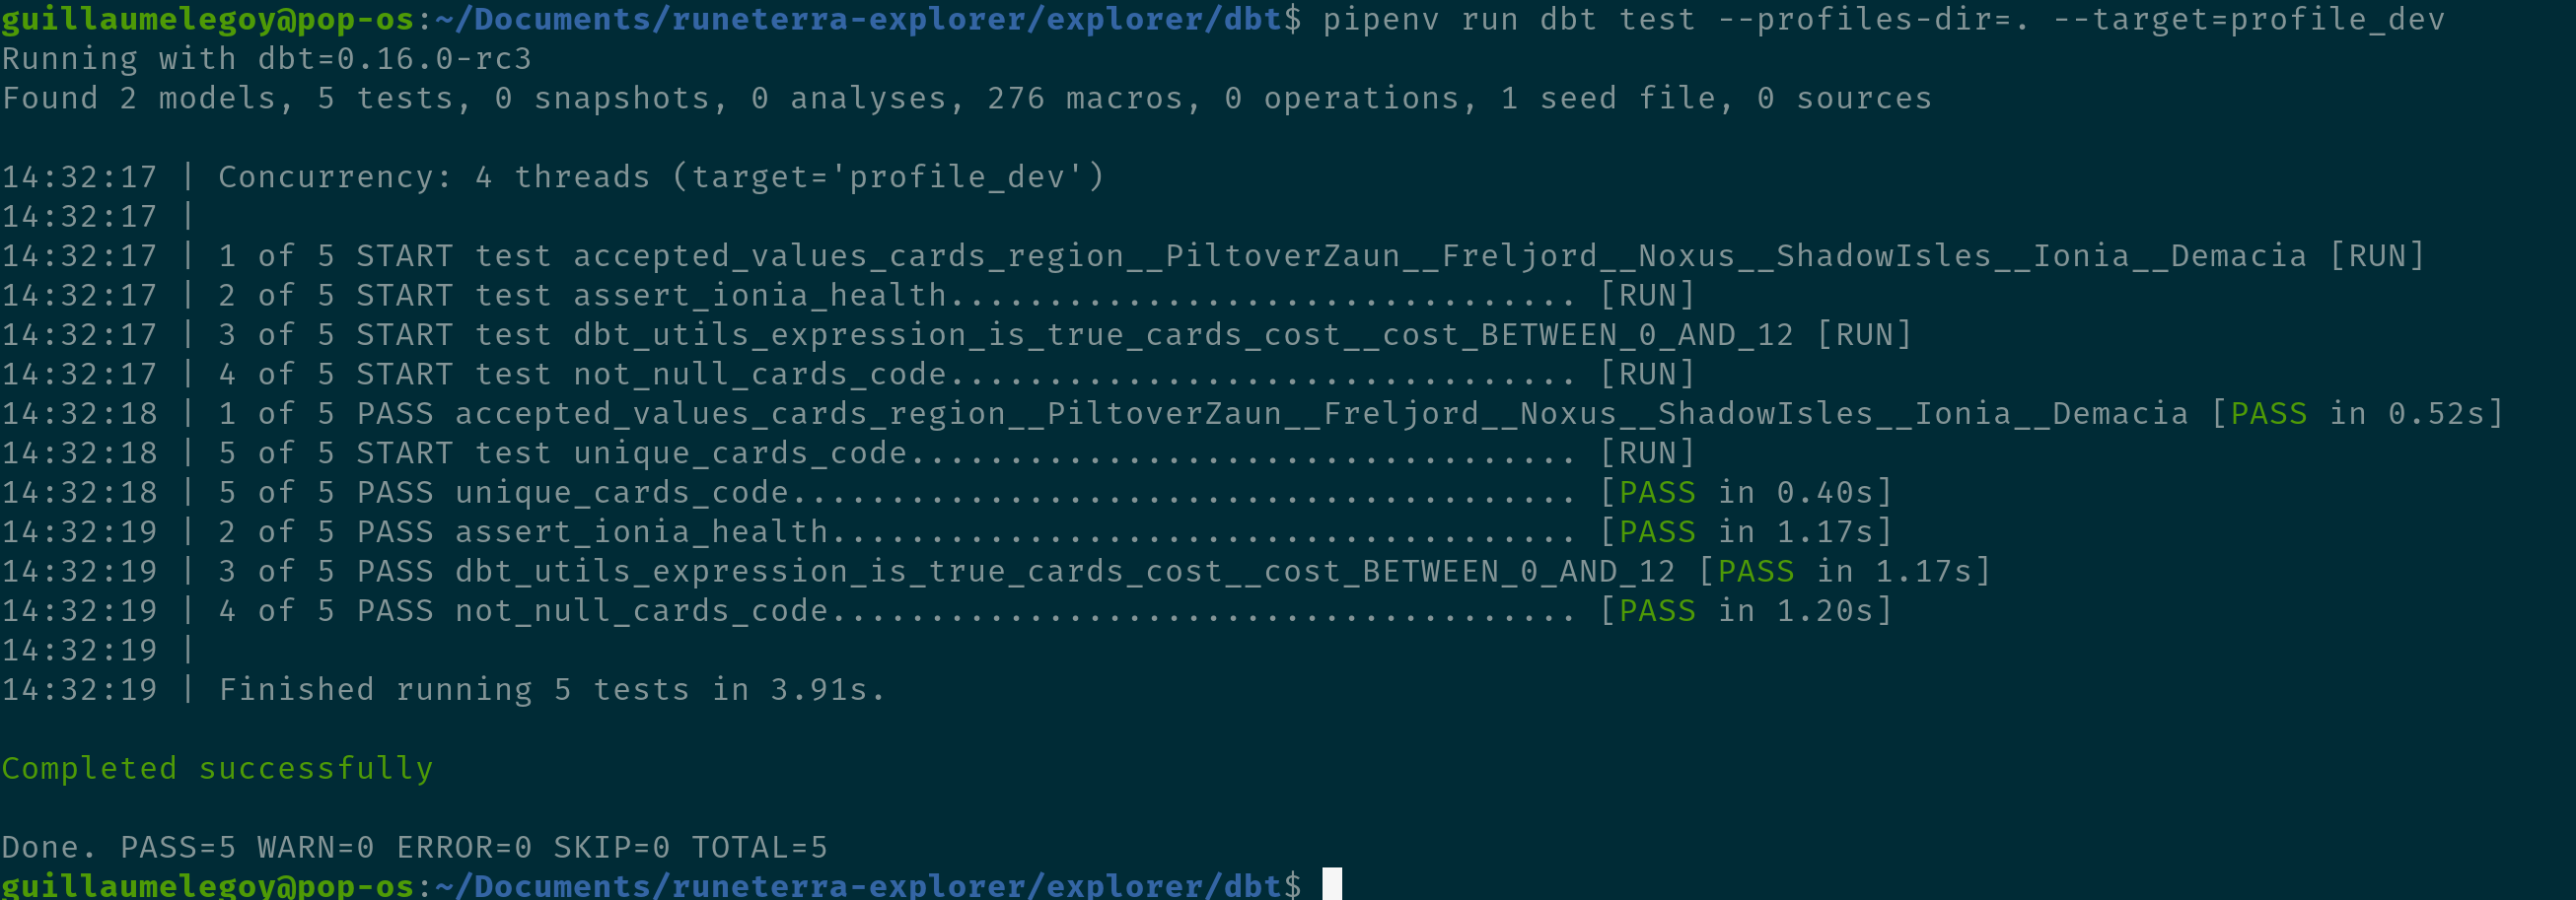 guillaumelegoy@pop-os:~/Documents/runeterra-explorer/explorer/dbt$ pipenv run dbt test --profiles-dir=. --target=profile_dev
Running with dbt=0.16.0-rc3
Found 2 models, 5 tests, 0 snapshots, 0 analyses, 276 macros, 0 operations, 1 seed file, 0 sources
14:32:17 | Concurrency: 4 threads (target='profile_dev')
14:32:17 |
14:32:17 | 1 of 5 START test accepted_values_cards_region__PiltoverZaun__Freljord__Noxus__ShadowIsles__Ionia__Demacia [RUN]
14:32:17 | 2 of 5 START test assert_ionia_health................................ [RUN]
14:32:17 | 3 of 5 START test dbt_utils_expression_is_true_cards_cost__cost_BETWEEN_0_AND_12 [RUN]
14:32:17 | 4 of 5 START test not_null_cards_code................................ [RUN]
14:32:18 | 1 of 5 PASS accepted_values_cards_region__PiltoverZaun__Freljord__Noxus__ShadowIsles__Ionia__Demacia [PASS in 0.52s]
14:32:18 | 5 of 5 START test unique_cards_code.................................. [RUN]
14:32:18 | 5 of 5 PASS unique_cards_code........................................ [PASS in 0.40s]
14:32:19 | 2 of 5 PASS assert_ionia_health...................................... [PASS in 1.17s]
14:32:19 | 3 of 5 PASS dbt_utils_expression_is_true_cards_cost__cost_BETWEEN_0_AND_12 [PASS in 1.17s]
14:32:19 | 4 of 5 PASS not_null_cards_code...................................... [PASS in 1.20s]
14:32:19 |
14:32:19 | Finished running 5 tests in 3.91s.
Completed successfully
Done. PASS=5 WARN=0 ERROR=0 SKIP=0 TOTAL=5
guillaumelegoy@pop-os:~/Documents/runeterra-explorer/explorer/dbt$